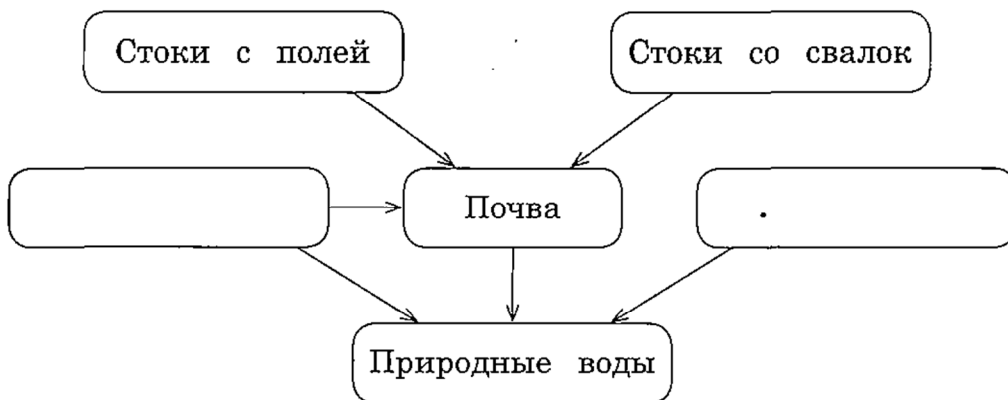 Стоки с полей
Стоки со свалок
Почва
Природные воды